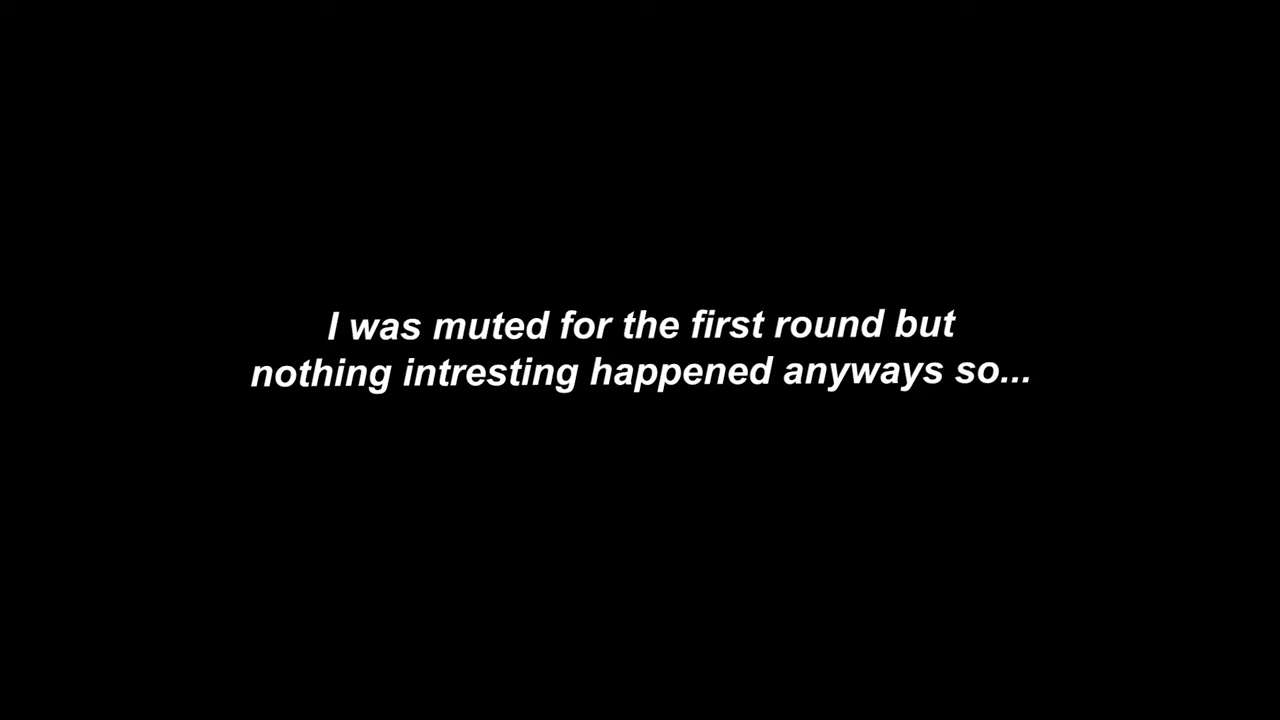 I was muted for the first round but
nothing intresting happened anyways so...